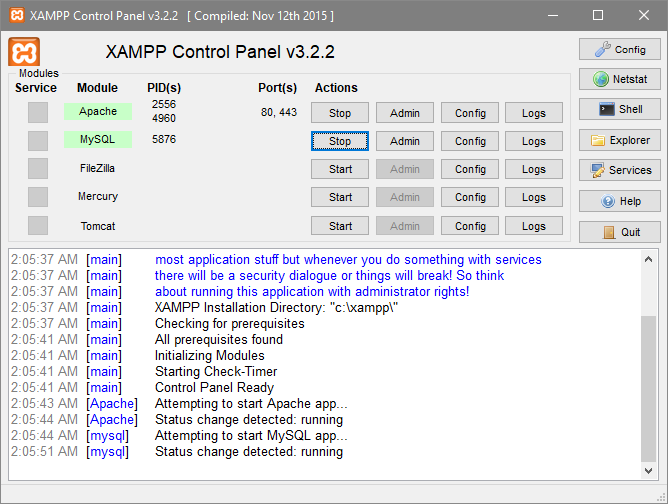 XAMPP Control Panel v3.2.2 [ Compiled: Nov 12th 2015 ]
XAMPP Control Panel v3.2.2
Config
Modules
Service Module PID(s) Port(s) Actions
Netstat
Apache 2556 4960 80, 443 Stop Admin Config Logs
Shell
MySQL 5876 Stop Admin Config Logs
Explorer
FileZilla Start Admin Config Logs
Services
Mercury Start Admin Config Logs
Help
Tomcat Start Admin Config Logs
Quit
2:05:37 AM [main] most application stuff but whenever you do something with services
2:05:37 AM [main] there will be a security dialogue or things will break! So think
2:05:37 AM [main] about running this application with administrator rights!
2:05:37 AM [main] XAMPP Installation Directory: "c:\xampp\"
2:05:37 AM [main] Checking for prerequisites
2:05:41 AM [main] All prerequisites found
2:05:41 AM [main] Initializing Modules
2:05:41 AM [main] Starting Check-Timer
2:05:41 AM [main] Control Panel Ready
2:05:43 AM [Apache] Attempting to start Apache app...
2:05:44 AM [Apache] Status change detected: running
2:05:44 AM [mysql] Attempting to start MySQL app...
2:05:51 AM [mysql] Status change detected: running